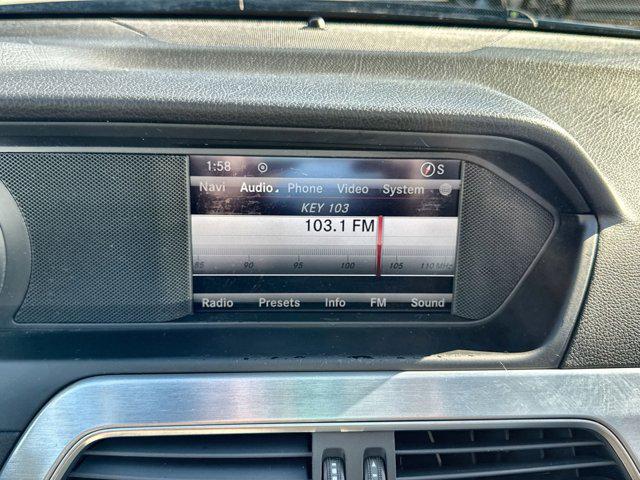 1:58 S
Navi Audio Phone Video System
KEY 103
103.1 FM
85 90 95 100 105 110 MHz
Radio Presets Info FM Sound